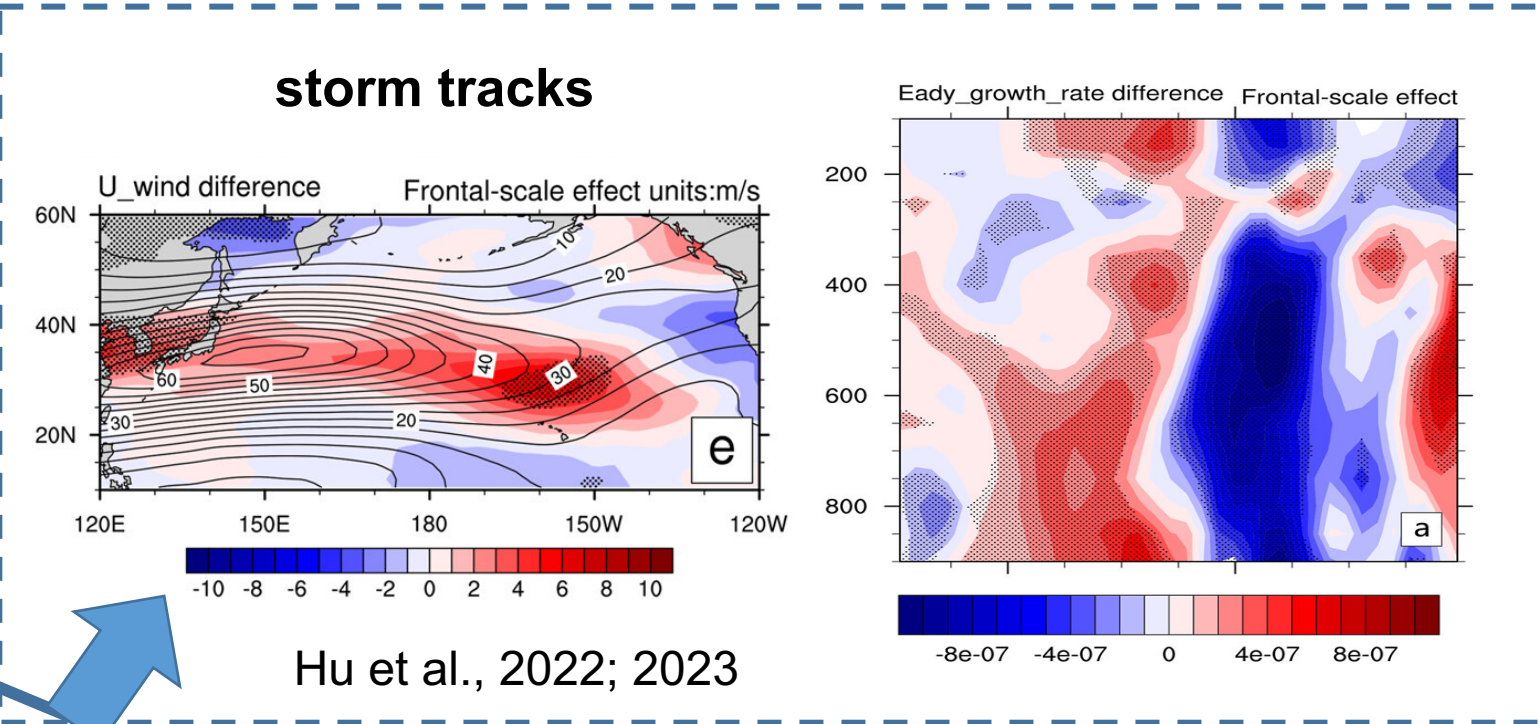 storm tracks
U_wind difference Frontal-scale effect units:m/s
60N
40N
20N
10
20
40
30
60
50
30
20
e
120E 150E 180 150W 120W
-10 -8 -6 -4 -2 0 2 4 6 8 10
Hu et al., 2022; 2023
Eady_growth_rate difference Frontal-scale effect
200
400
600
800
a
-8e-07 -4e-07 0 4e-07 8e-07